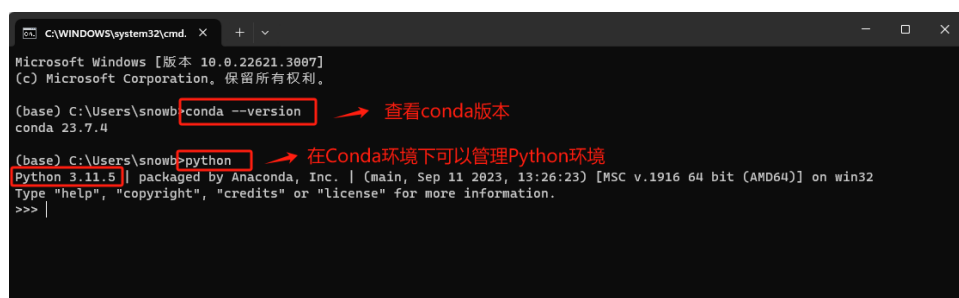 C:\WINDOWS\system32\cmd.
Microsoft Windows [版本 10.0.22621.3007]
(c) Microsoft Corporation。保留所有权利。
(base) C:\Users\snowb>conda --version 查看conda版本
conda 23.7.4
(base) C:\Users\snowb>python 在Conda环境下可以管理Python环境
Python 3.11.5 | packaged by Anaconda, Inc. | (main, Sep 11 2023, 13:26:23) [MSC v.1916 64 bit (AMD64)] on win32
Type "help", "copyright", "credits" or "license" for more information.
>>>